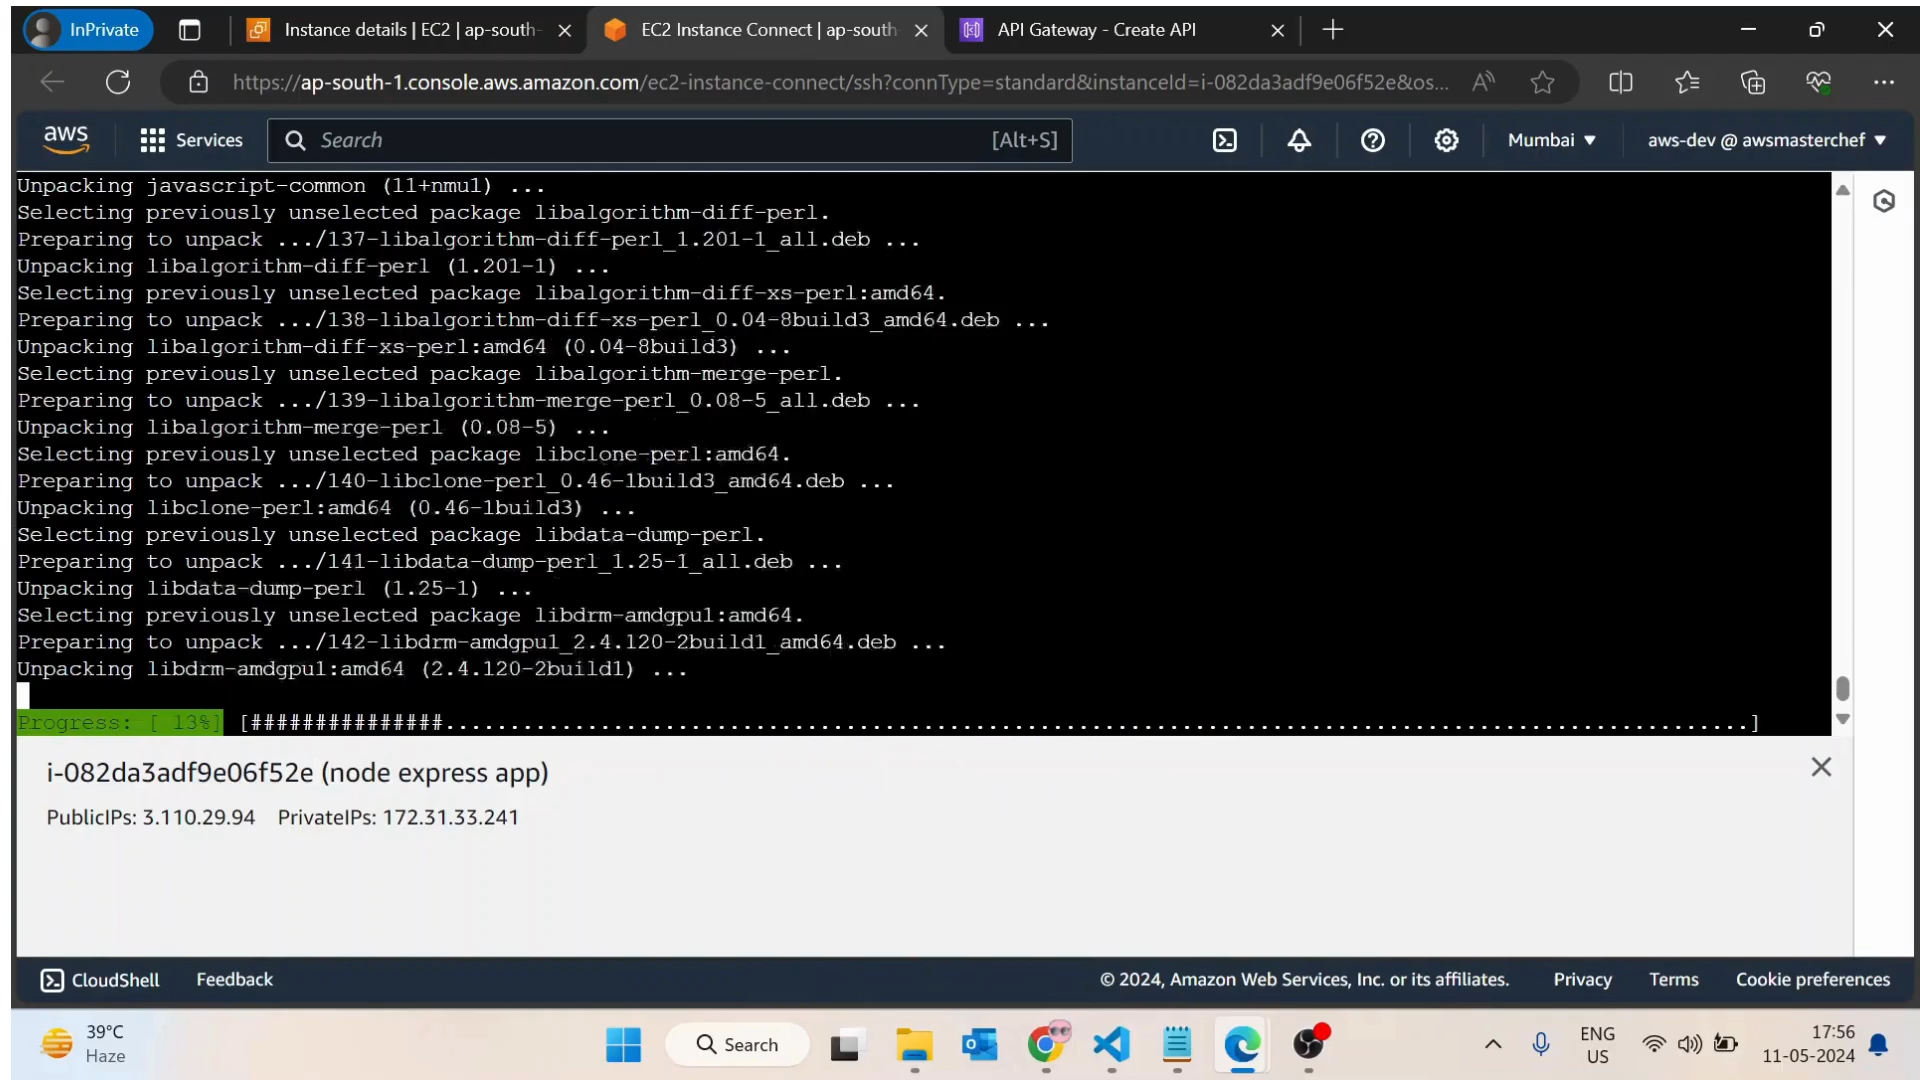 InPrivate
Instance details | EC2 | ap-south-
EC2 Instance Connect | ap-south
API Gateway - Create API
https://ap-south-1.console.aws.amazon.com/ec2-instance-connect/ssh?connType=standard&instanceId=i-082da3adf9e06f52e&os...
aws
Services
Search
[Alt+S]
Mumbai
aws-dev @ awsmasterchef
Unpacking javascript-common (11+nmu1) ...
Selecting previously unselected package libalgorithm-diff-perl.
Preparing to unpack .../137-libalgorithm-diff-perl_1.201-1_all.deb ...
Unpacking libalgorithm-diff-perl (1.201-1) ...
Selecting previously unselected package libalgorithm-diff-xs-perl:amd64.
Preparing to unpack .../138-libalgorithm-diff-xs-perl_0.04-8build3_amd64.deb ...
Unpacking libalgorithm-diff-xs-perl:amd64 (0.04-8build3) ...
Selecting previously unselected package libalgorithm-merge-perl.
Preparing to unpack .../139-libalgorithm-merge-perl_0.08-5_all.deb ...
Unpacking libalgorithm-merge-perl (0.08-5) ...
Selecting previously unselected package libclone-perl:amd64.
Preparing to unpack .../140-libclone-perl_0.46-1build3_amd64.deb ...
Unpacking libclone-perl:amd64 (0.46-1build3) ...
Selecting previously unselected package libdata-dump-perl.
Preparing to unpack .../141-libdata-dump-perl_1.25-1_all.deb ...
Unpacking libdata-dump-perl (1.25-1) ...
Selecting previously unselected package libdrm-amdgpu1:amd64.
Preparing to unpack .../142-libdrm-amdgpu1_2.4.120-2build1_amd64.deb ...
Unpacking libdrm-amdgpu1:amd64 (2.4.120-2build1) ...
Progress: [ 13%] [###############.....................................................................................................]
i-082da3adf9e06f52e (node express app)
PublicIPs: 3.110.29.94 PrivateIPs: 172.31.33.241
CloudShell
Feedback
© 2024, Amazon Web Services, Inc. or its affiliates.
Privacy
Terms
Cookie preferences
39°C
Haze
Search
ENG
US
17:56
11-05-2024